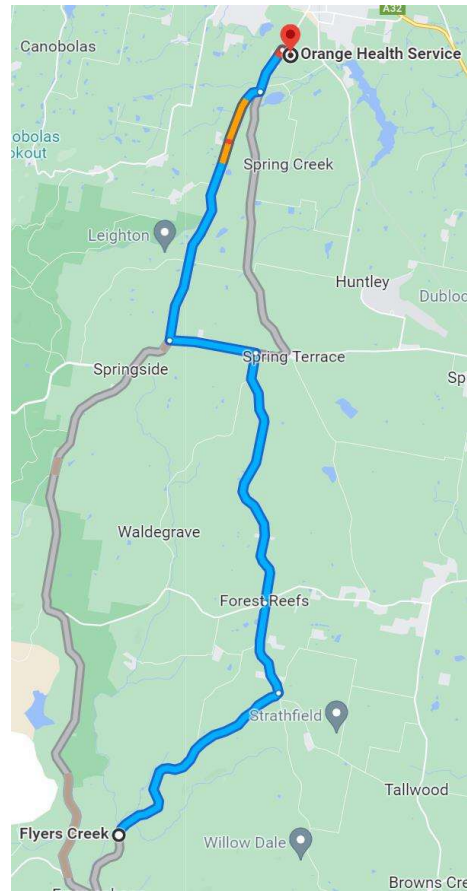 A32
Canobolas
Orange Health Service
obolas
okout
Spring Creek
Leighton
Huntley
Dubloc
Spring Terrace
Springside
Sp
Waldegrave
Forest Reefs
Strathfield
Tallwood
Flyers Creek
Willow Dale
Browns Cre